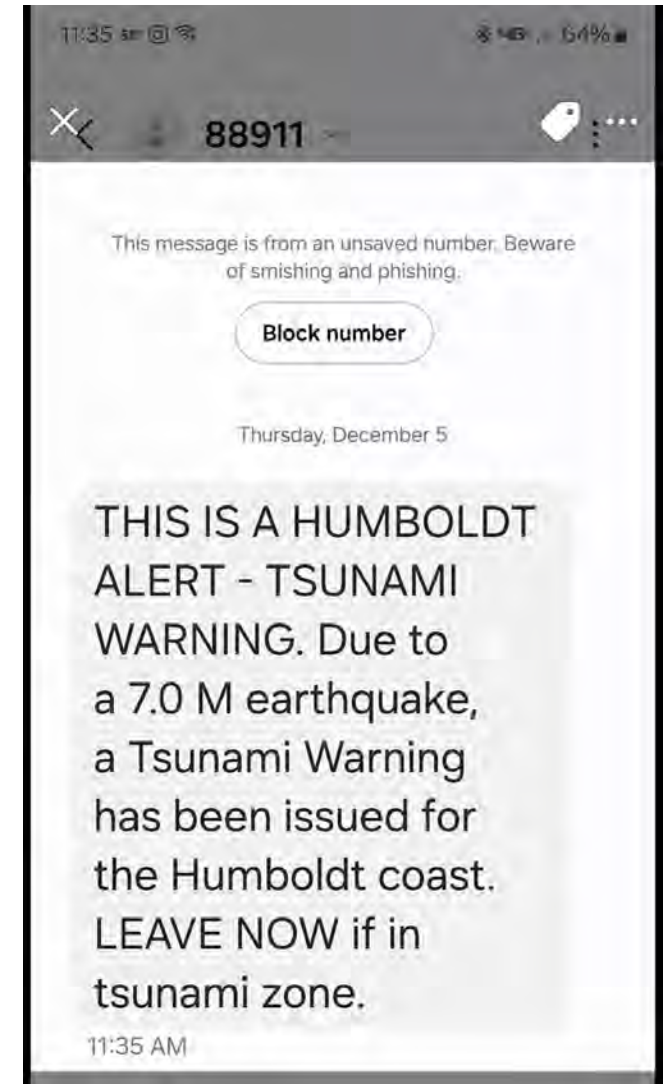 11:35
64%
88911
This message is from an unsaved number. Beware
of smishing and phishing.
Block number
Thursday, December 5
THIS IS A HUMBOLDT
ALERT - TSUNAMI
WARNING. Due to
a 7.0 M earthquake,
a Tsunami Warning
has been issued for
the Humboldt coast.
LEAVE NOW if in
tsunami zone.
11:35 AM